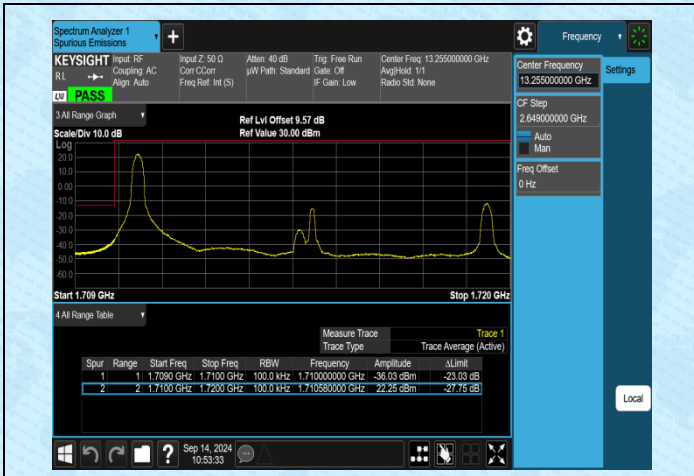 Spectrum Analyzer 1
Spurious Emissions
Frequency
KEYSIGHT
Input: RF
Coupling: AC
Align: Auto
Input Z: 50 Ω
Corr CCorr
Freq Ref: Int (S)
Atten: 40 dB
µW Path: Standard
Trig: Free Run
Gate: Off
IF Gain: Low
Center Freq: 13.255000000 GHz
Avg|Hold: 1/1
Radio Std: None
R L
LXI
PASS
Center Frequency
13.255000000 GHz
Settings
CF Step
2.649000000 GHz
Auto
Man
Freq Offset
0 Hz
3 All Range Graph
Scale/Div 10.0 dB
Ref Lvl Offset 9.57 dB
Ref Value 30.00 dBm
Log
20.0
10.0
0.00
-10.0
-20.0
-30.0
-40.0
-50.0
-60.0
Start 1.709 GHz
Stop 1.720 GHz
4 All Range Table
Measure Trace
Trace 1
Trace Type
Trace Average (Active)
Spur Range Start Freq Stop Freq RBW Frequency Amplitude ΔLimit
1 1 1.7090 GHz 1.7100 GHz 100.0 kHz 1.710000000 GHz -36.03 dBm -23.03 dB
2 2 1.7100 GHz 1.7200 GHz 100.0 kHz 1.710580000 GHz 22.25 dBm -27.75 dB
Local
Sep 14, 2024
10:53:33